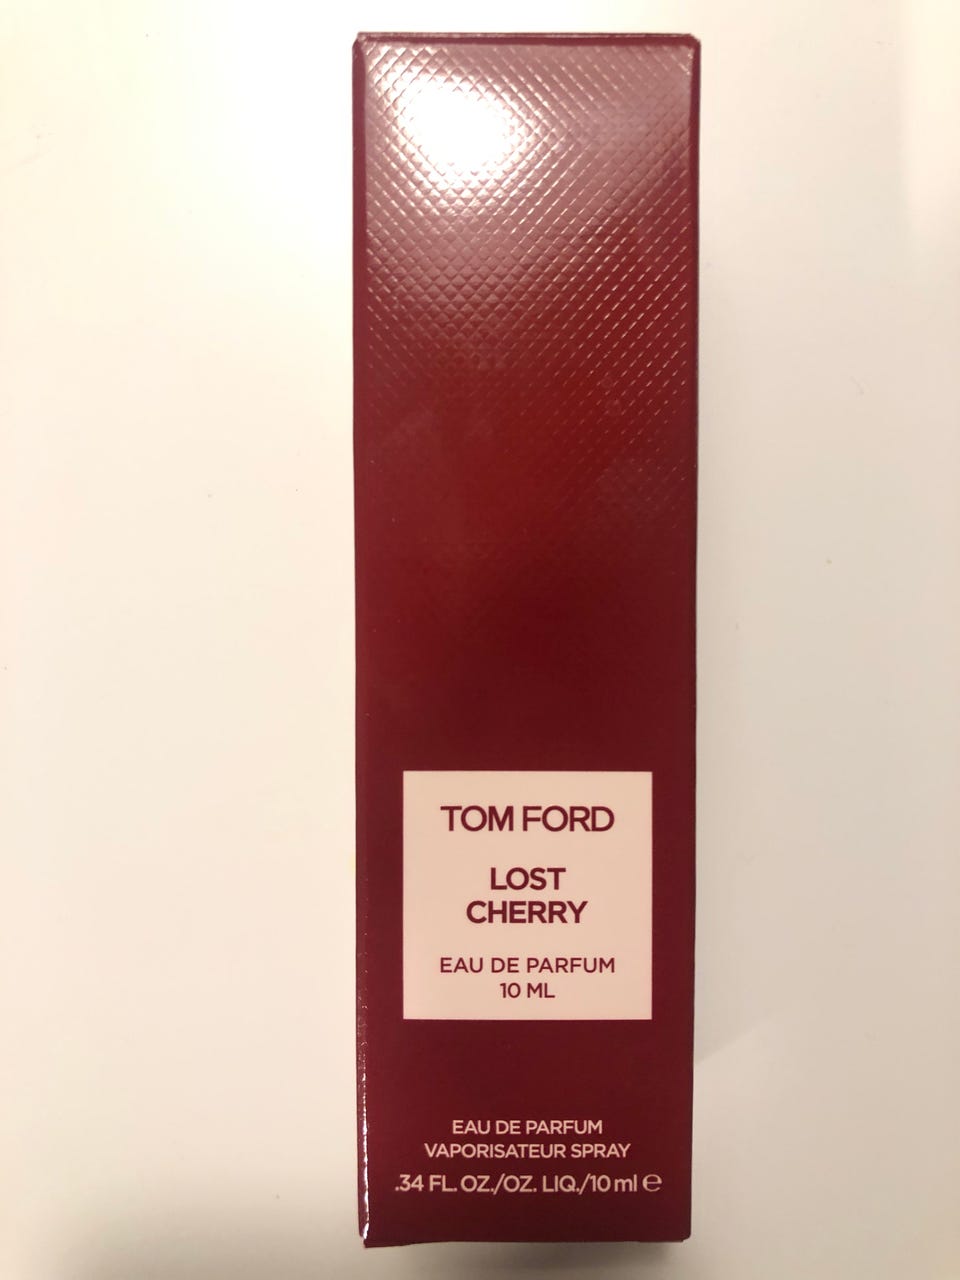 TOM FORD
LOST
CHERRY
EAU DE PARFUM
10 ML
EAU DE PARFUM
VAPORISATEUR SPRAY
.34 FL. OZ./OZ. LIQ./10 ml ℮